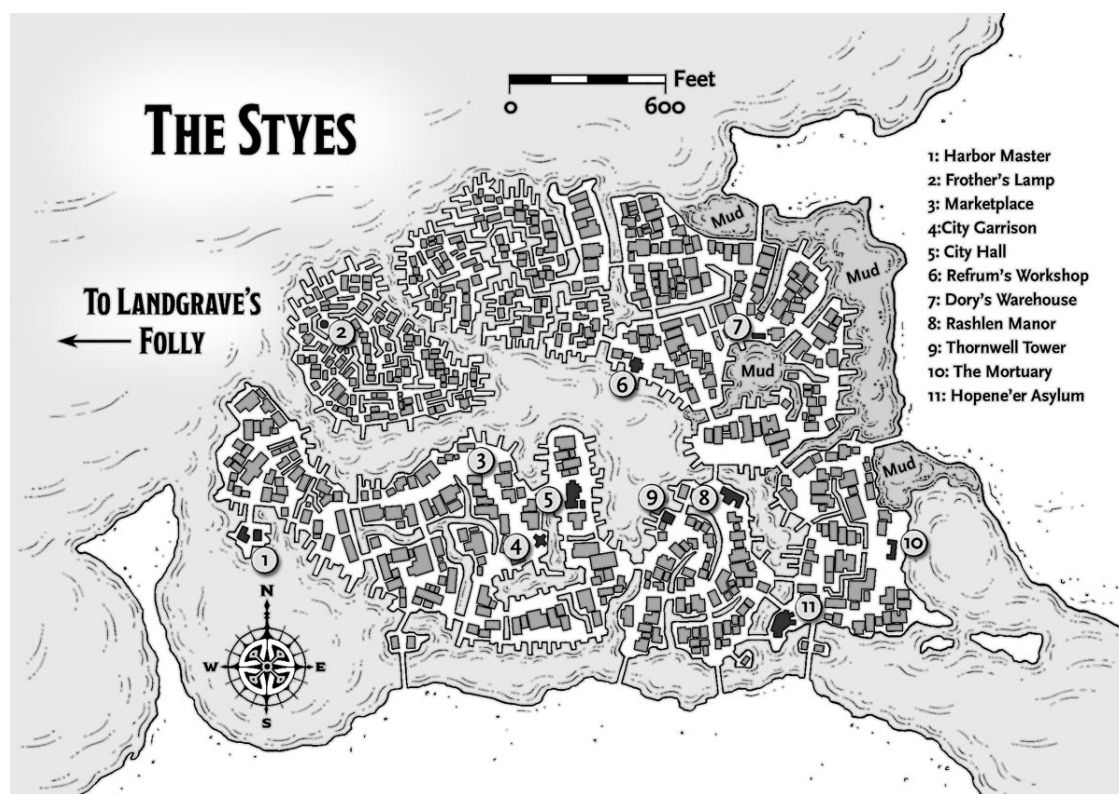 THE STYES
Feet
0 600
1: Harbor Master
2: Frother's Lamp
3: Marketplace
4:City Garrison
5: City Hall
6: Refrum's Workshop
7: Dory's Warehouse
8: Rashlen Manor
9: Thornwell Tower
10: The Mortuary
11: Hopene'er Asylum
TO LANDGRAVE'S
FOLLY
Mud
Mud
Mud
Mud
2
7
6
3
5
9
8
4
10
1
11
N
W E
S